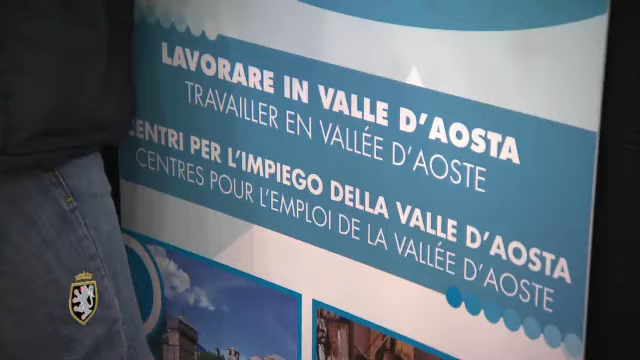 LAVORARE IN VALLE D'AOSTA
TRAVAILLER EN VALLÉE D'AOSTE
CENTRI PER L'IMPIEGO DELLA VALLE D'AOSTA
CENTRES POUR L'EMPLOI DE LA VALLÉE D'AOSTE